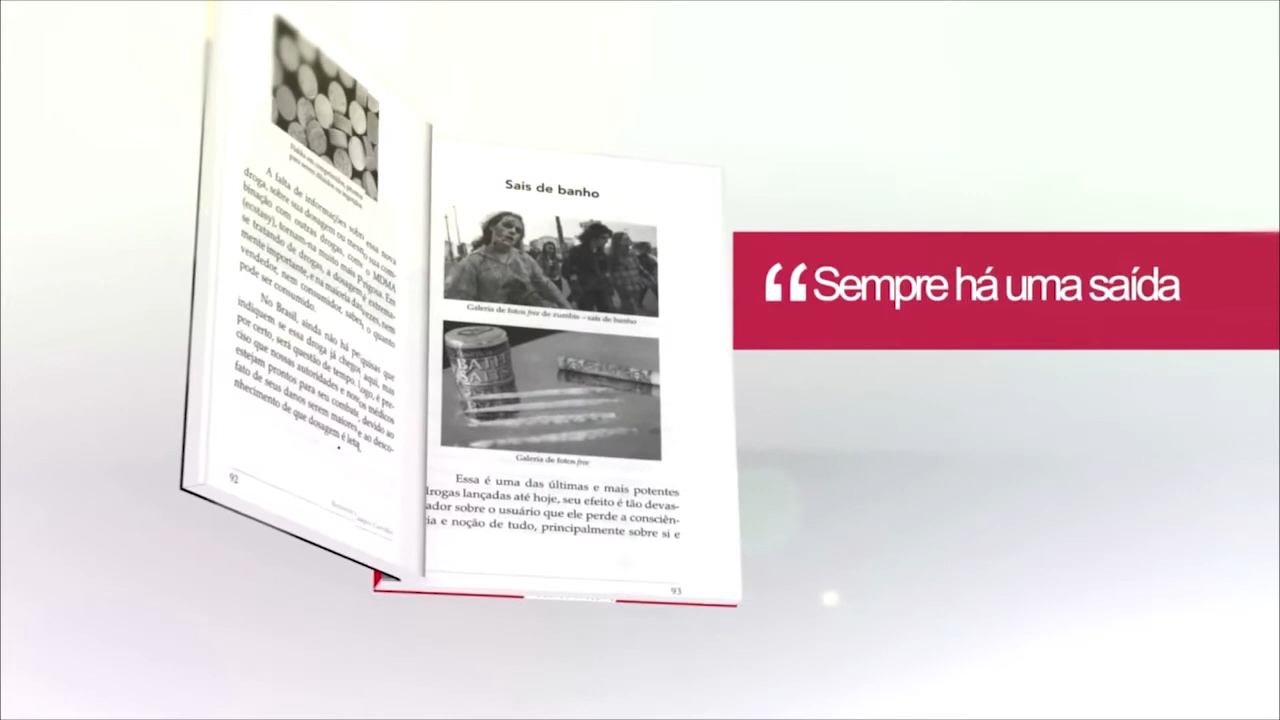 A falta de informações sobre essa nova
droga, sobre sua dosagem ou mesmo sua com-
binação com outras drogas, como o MDMA
(ecstasy), tornam-na muito mais perigosa. Em
se tratando de drogas, a dosagem é extrema-
mente importante, e na maioria das vezes, nem
vendedor, nem consumidor, sabes, o quanto
pode ser consumido.
No Brasil, ainda não há pesquisas que
indiquem se essa droga já chegou aqui, mas
por certo, será questão de tempo. Logo, é pre-
ciso que nossas autoridades e nossos médicos
estejam prontos para seu combate, devido ao
fato de seus danos serem maiores e ao desco-
nhecimento de que dosagem é letal.
92
Sais de banho
Galeria de fotos free de zumbis – sais de banho
BATH
SALT
Galeria de fotos free
Essa é uma das últimas e mais potentes
drogas lançadas até hoje, seu efeito é tão devas-
ador sobre o usuário que ele perde a consciên-
ia e noção de tudo, principalmente sobre si e
93
“Sempre há uma saída